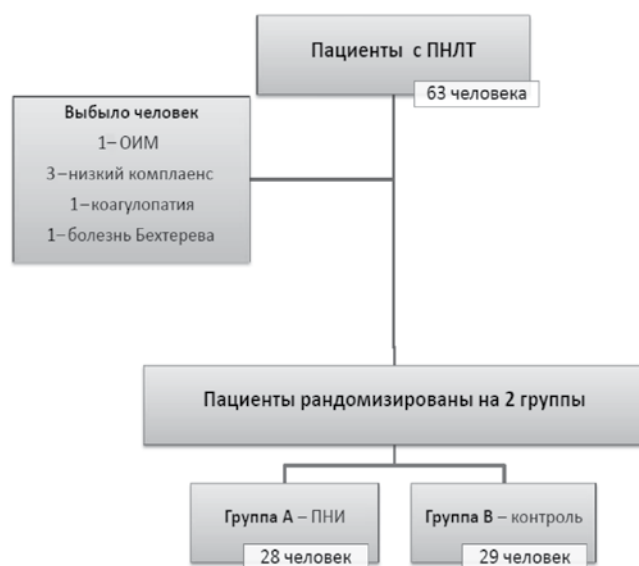 Пациенты с ПНЛТ
63 человека
Выбыло человек
1– ОИМ
3–низкий комплаенс
1–коагулопатия
1–болезнь Бехтерева
Пациенты рандомизированы на 2 группы
Группа А – ПНИ
28 человек
Группа В – контроль
29 человек